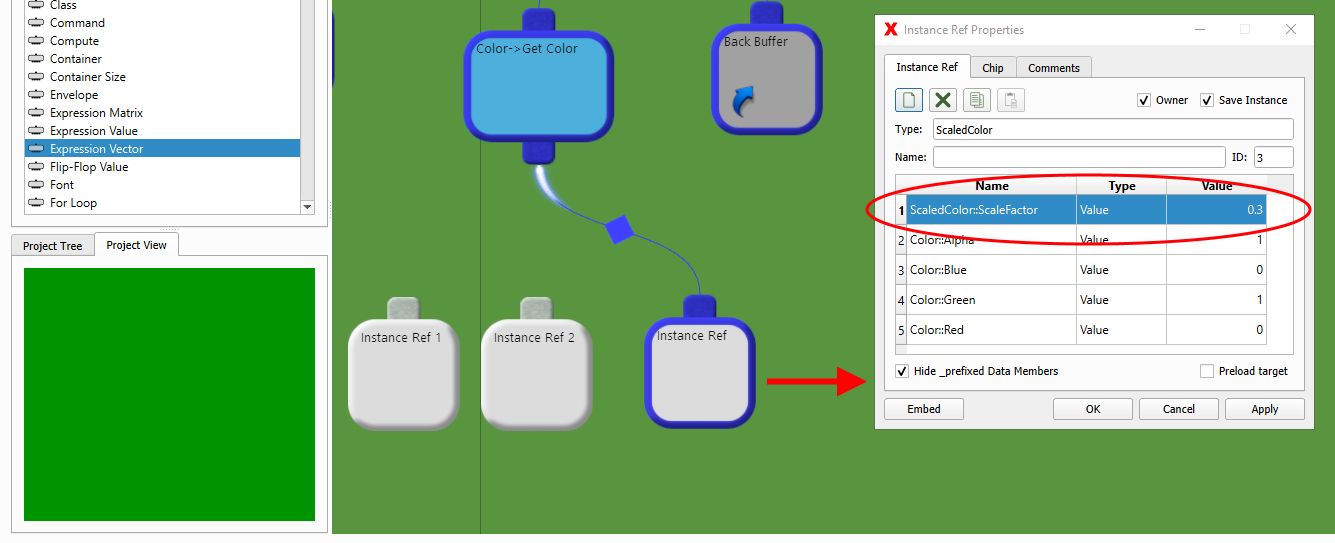 Class
Command
Compute
Container
Container Size
Envelope
Expression Matrix
Expression Value
Expression Vector
Flip-Flop Value
Font
For Loop
Project Tree
Project View
Color->Get Color
Back Buffer
Instance Ref 1
Instance Ref 2
Instance Ref
Instance Ref Properties
Instance Ref Chip Comments
Owner Save Instance
Type: ScaledColor
Name: ID: 3
Name Type Value
1 ScaledColor::ScaleFactor Value 0.3
2 Color::Alpha Value 1
3 Color::Blue Value 0
4 Color::Green Value 1
5 Color::Red Value 0
Hide _prefixed Data Members Preload target
Embed OK Cancel Apply